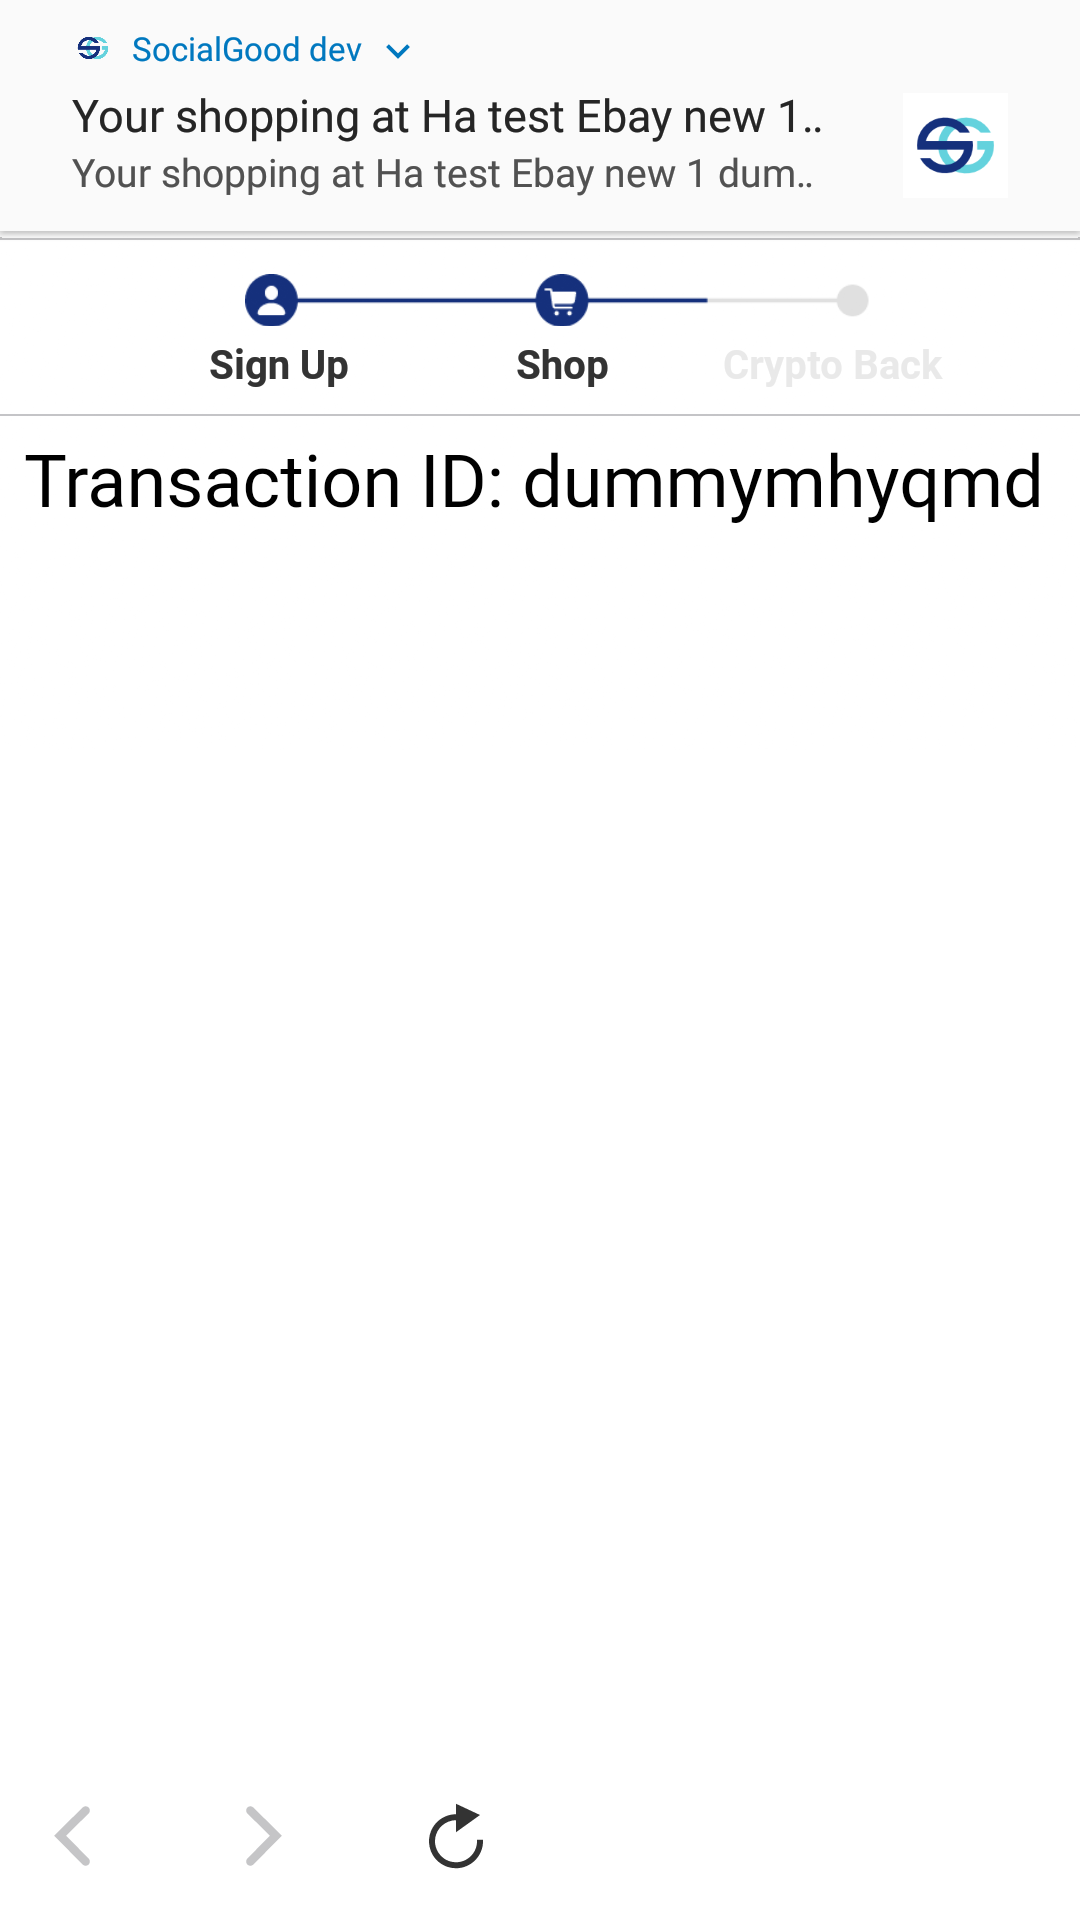 SocialGood dev
Your shopping at Ha test Ebay new 1..
Your shopping at Ha test Ebay new 1 dum..
Sign Up Shop Crypto Back
Transaction ID: dummymhyqmd